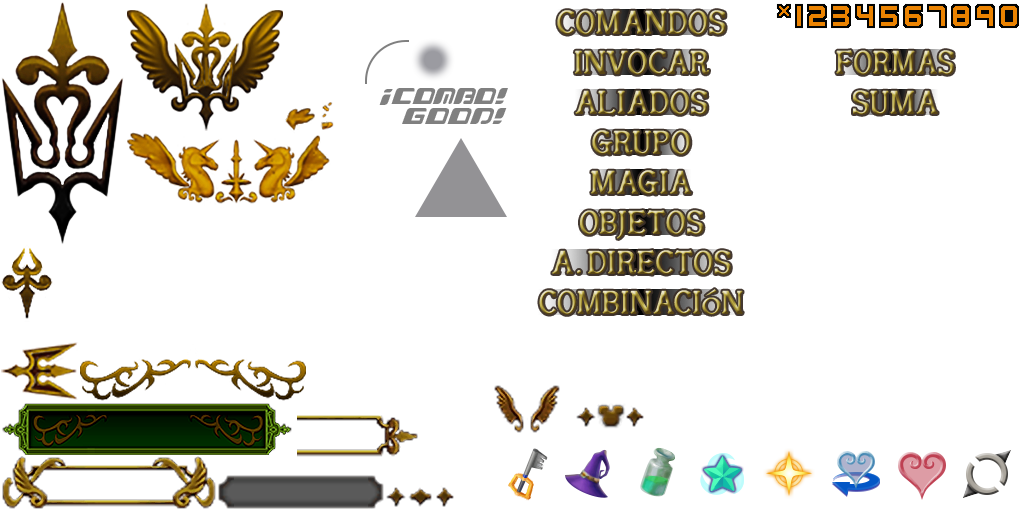 ×1234567890
COMANDOS
INVOCAR
FORMAS
¡COMBO!
GOOD!
ALIADOS
SUMA
GRUPO
MAGIA
OBJETOS
A. DIRECTOS
COMBINACIóN